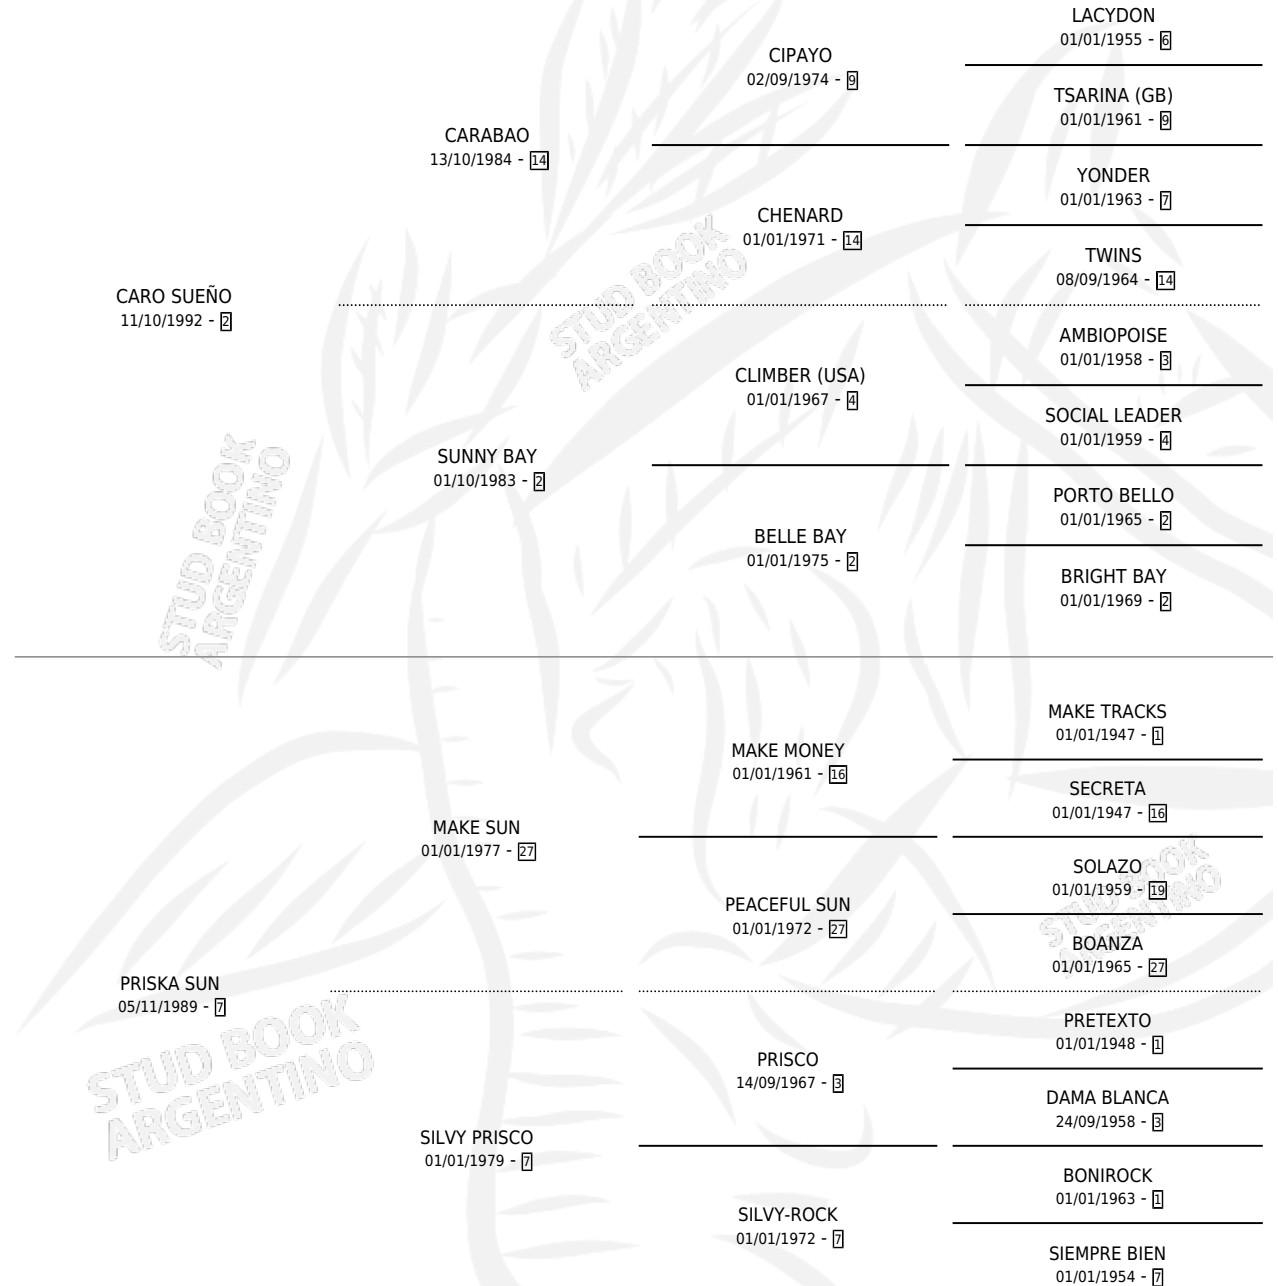 LACYDON
01/01/1955 - 6
CIPAYO
02/09/1974 - 9
TSARINA (GB)
01/01/1961 - 9
CARABAO
13/10/1984 - 14
YONDER
01/01/1963 - 7
CHENARD
01/01/1971 - 14
TWINS
08/09/1964 - 14
CARO SUEÑO
11/10/1992 - 2
STUD BOOK
ARGENTINO
AMBIOPOISE
01/01/1958 - 3
CLIMBER (USA)
01/01/1967 - 4
SOCIAL LEADER
01/01/1959 - 4
SUNNY BAY
01/10/1983 - 2
PORTO BELLO
01/01/1965 - 2
BELLE BAY
01/01/1975 - 2
BRIGHT BAY
01/01/1969 - 2
STUD BOOK
ARGENTINO
MAKE TRACKS
01/01/1947 - 1
MAKE MONEY
01/01/1961 - 16
SECRETA
01/01/1947 - 16
MAKE SUN
01/01/1977 - 27
SOLAZO
01/01/1959 - 19
PEACEFUL SUN
01/01/1972 - 27
STUD BOOK
ARGENTINO
BOANZA
01/01/1965 - 27
PRISKA SUN
05/11/1989 - 7
PRETEXTO
01/01/1948 - 1
PRISCO
14/09/1967 - 3
STUD BOOK
ARGENTINO
DAMA BLANCA
24/09/1958 - 3
SILVY PRISCO
01/01/1979 - 7
BONIROCK
01/01/1963 - 1
SILVY-ROCK
01/01/1972 - 7
SIEMPRE BIEN
01/01/1954 - 7